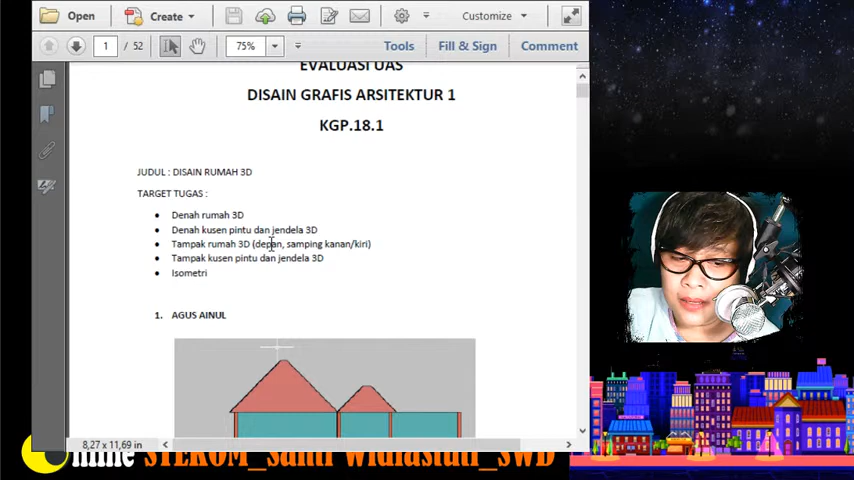 Open
Create
Customize
1 / 52
75%
Tools
Fill & Sign
Comment
EVALUASI UAS
DISAIN GRAFIS ARSITEKTUR 1
KGP.18.1
JUDUL : DISAIN RUMAH 3D
TARGET TUGAS :
• Denah rumah 3D
• Denah kusen pintu dan jendela 3D
• Tampak rumah 3D (depan, samping kanan/kiri)
• Tampak kusen pintu dan jendela 3D
• Isometri
1. AGUS AINUL
8,27 x 11,69 in
STEKOM_Santi Widiastuti_SWD